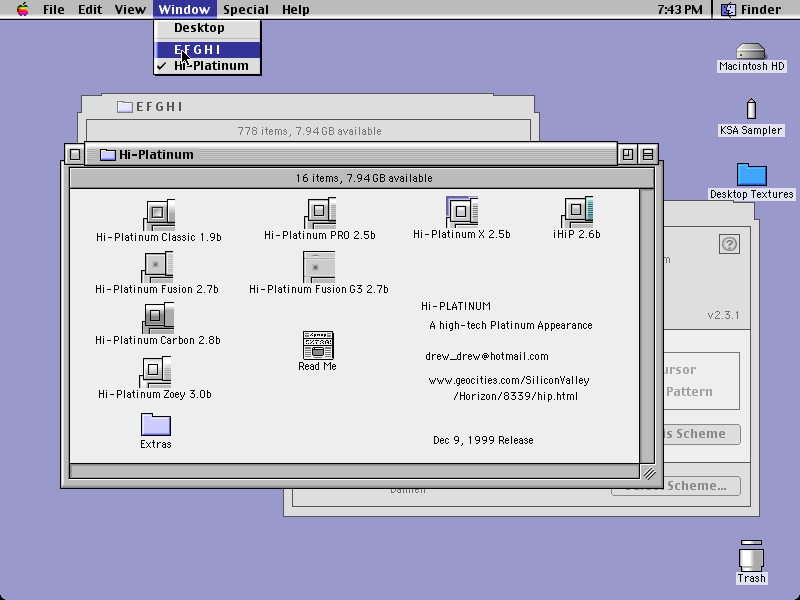 File Edit View Window Special Help 7:43 PM Finder
Desktop
E F G H I
Hi-Platinum
Macintosh HD
KSA Sampler
Desktop Textures
E F G H I
778 items, 7.94 GB available
Hi-Platinum
16 items, 7.94 GB available
Hi-Platinum Classic 1.9b
Hi-Platinum PRO 2.5b
Hi-Platinum X 2.5b
iHiP 2.6b
Hi-Platinum Fusion 2.7b
Hi-Platinum Fusion G3 2.7b
Hi-Platinum Carbon 2.8b
Read Me
Hi-Platinum Zoey 3.0b
Extras
Hi-PLATINUM
A high-tech Platinum Appearance
drew_drew@hotmail.com
www.geocities.com/SiliconValley
/Horizon/8339/hip.html
Dec 9, 1999 Release
v2.3.1
Pattern
Scheme
Scheme...
Trash